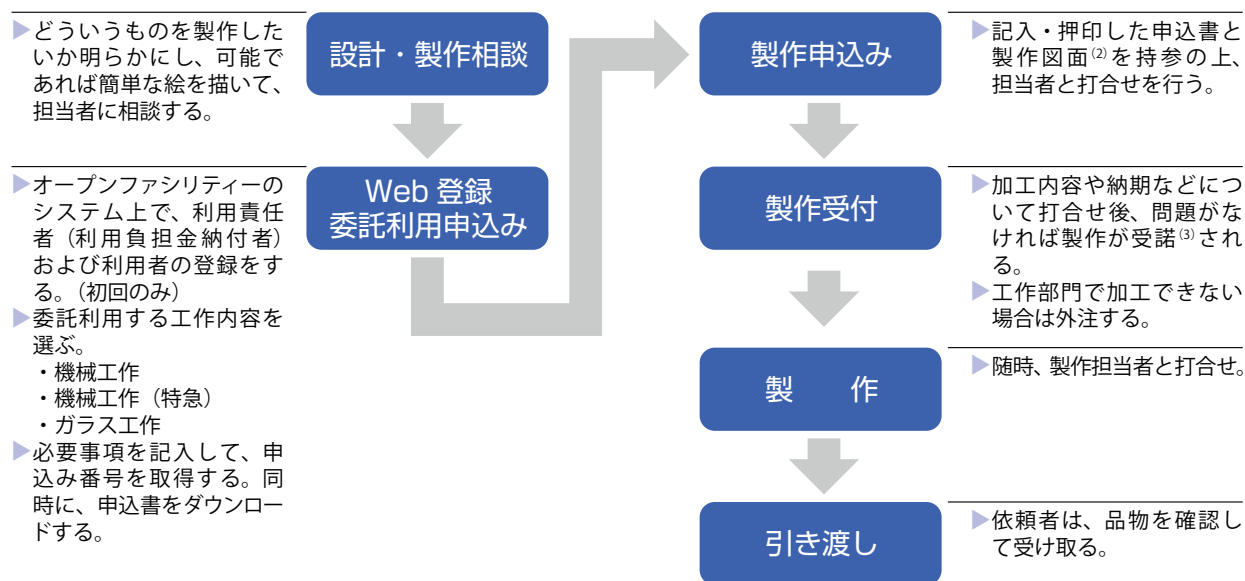 ▶どういうものを製作した
いか明らかにし、可能で
あれば簡単な絵を描いて、
担当者に相談する。
設計・製作相談
▶オープンファシリティーの
システム上で、利用責任
者（利用負担金納付者）
および利用者の登録をす
る。（初回のみ）
▶委託利用する工作内容を
選ぶ。
・機械工作
・機械工作（特急）
・ガラス工作
▶必要事項を記入して、申
込み番号を取得する。同
時に、申込書をダウンロー
ドする。
Web 登録
委託利用申込み
製作申込み
▶記入・押印した申込書と
製作図面(2)を持参の上、
担当者と打合せを行う。
製作受付
▶加工内容や納期などにつ
いて打合せ後、問題がな
ければ製作が受諾(3)され
る。
▶工作部門で加工できない
場合は外注する。
製　作
▶随時、製作担当者と打合せ。
引き渡し
▶依頼者は、品物を確認し
て受け取る。